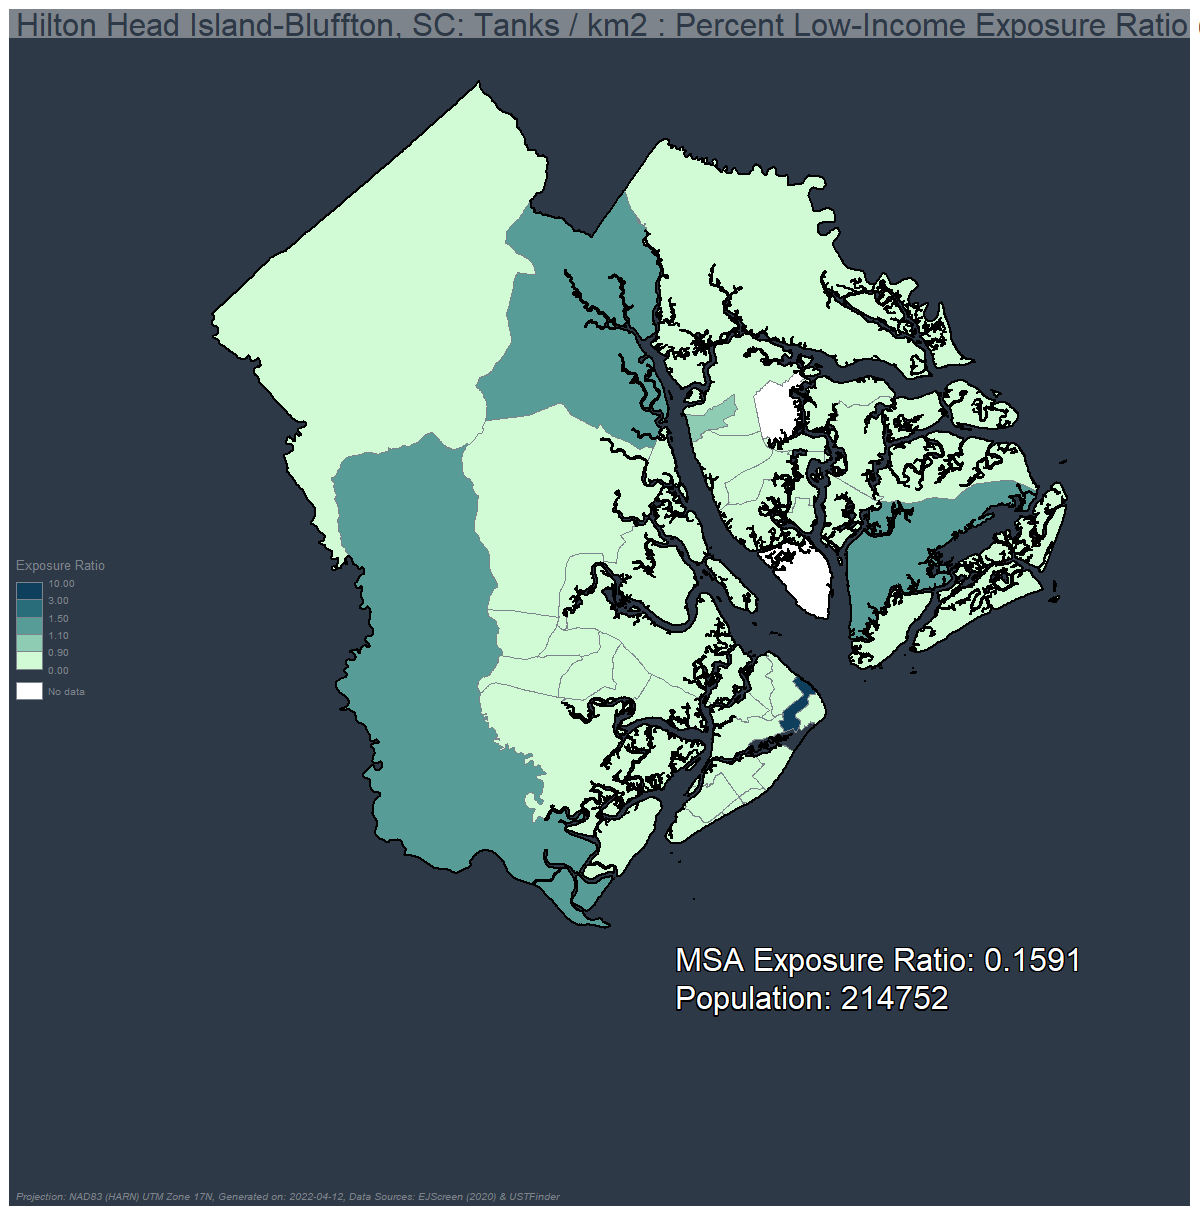 Hilton Head Island-Bluffton, SC: Tanks / km2 : Percent Low-Income Exposure Ratio (
Exposure Ratio
10.00
3.00
1.50
1.10
0.90
0.00
No data
MSA Exposure Ratio: 0.1591
Population: 214752
Projection: NAD83 (HARN) UTM Zone 17N, Generated on: 2022-04-12, Data Sources: EJScreen (2020) & USTFinder